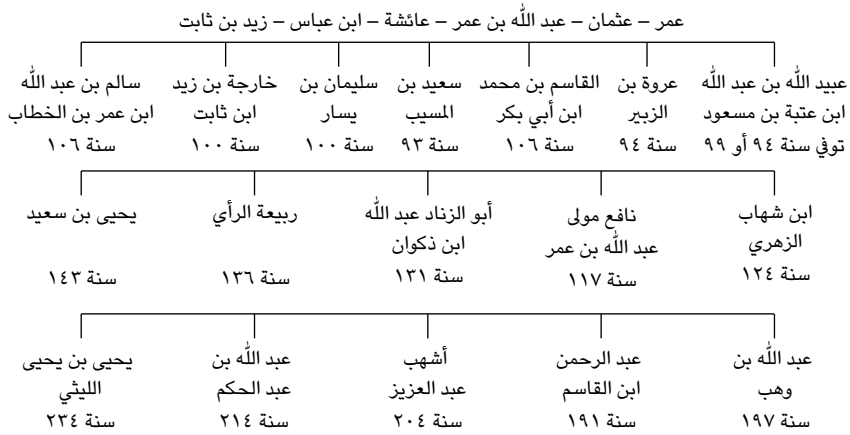 عمر – عثمان – عبد الله بن عمر – عائشة – ابن عباس – زيد بن ثابت
عبيد الله بن عبد الله
ابن عتبة بن مسعود
توفي سنة ٩٤ أو ٩٩
عروة بن
الزبير
سنة ٩٤
القاسم بن محمد
ابن أبي بكر
سنة ١٠٦
سعيد بن
المسيب
سنة ٩٣
سليمان بن
يسار
سنة ١٠٠
خارجة بن زيد
ابن ثابت
سنة ١٠٠
سالم بن عبد الله
ابن عمر بن الخطاب
سنة ١٠٦
ابن شهاب
الزهري
سنة ١٢٤
نافع مولى
عبد الله بن عمر
سنة ١١٧
أبو الزناد عبد الله
ابن ذكوان
سنة ١٣١
ربيعة الرأي
سنة ١٣٦
يحيى بن سعيد
سنة ١٤٣
عبد الله بن
وهب
سنة ١٩٧
عبد الرحمن
ابن القاسم
سنة ١٩١
أشهب
عبد العزيز
سنة ٢٠٤
عبد الله بن
عبد الحكم
سنة ٢١٤
يحيى بن يحيى
الليثي
سنة ٢٣٤